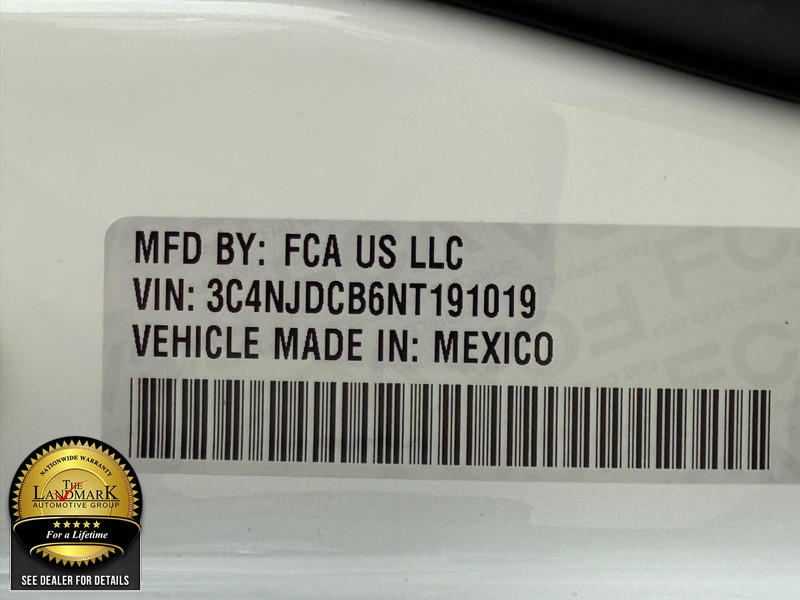 MFD BY: FCA US LLC
VIN: 3C4NJDCB6NT191019
VEHICLE MADE IN: MEXICO
NATIONWIDE WARRANTY
THE
LANDMARK
AUTOMOTIVE GROUP
For a Lifetime
SEE DEALER FOR DETAILS